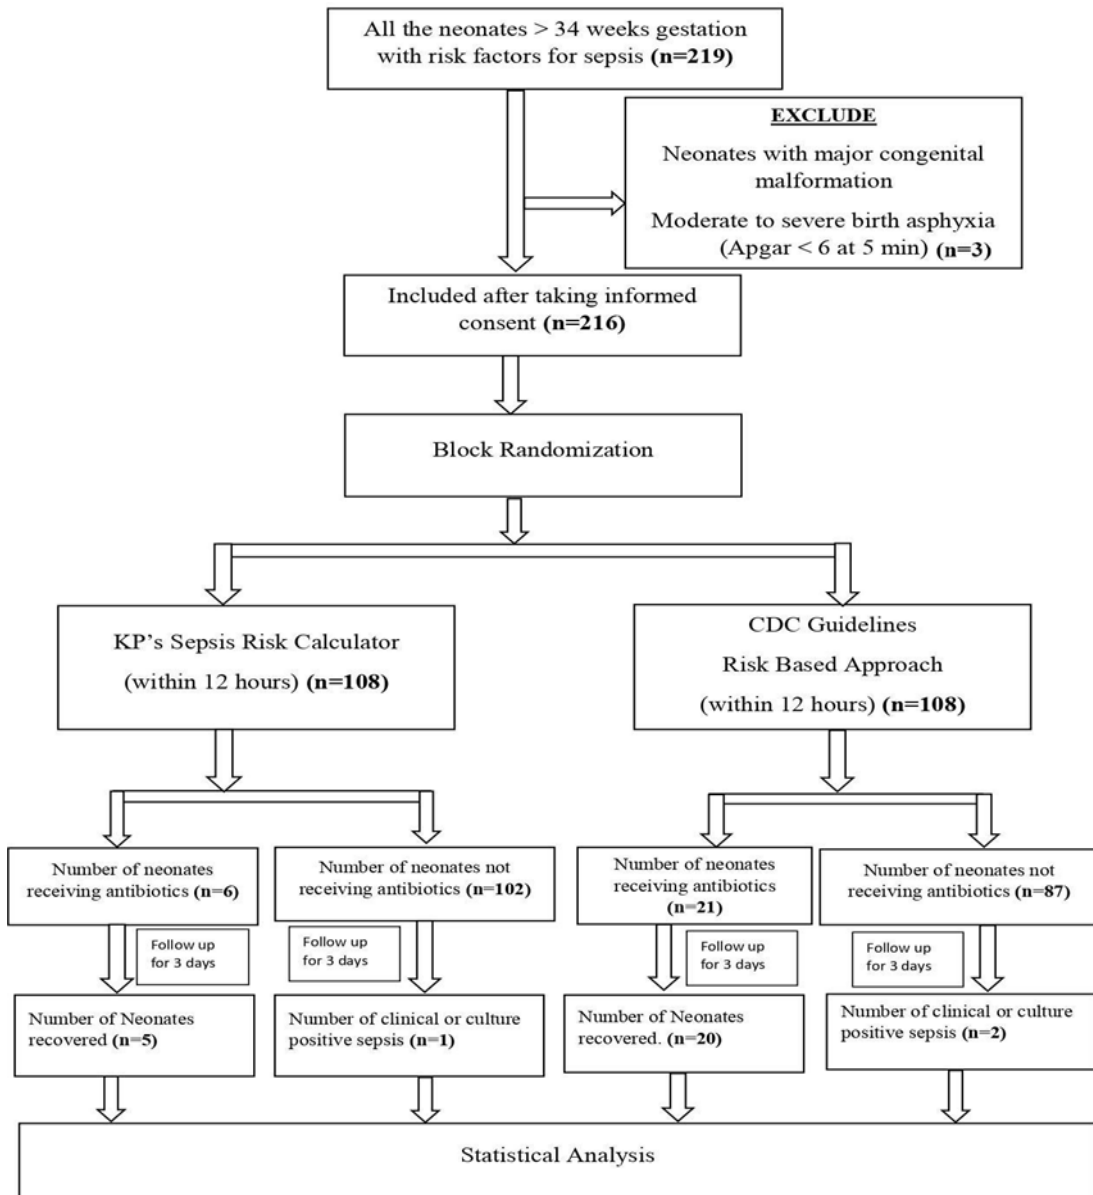 All the neonates > 34 weeks gestation
with risk factors for sepsis (n=219)
EXCLUDE
Neonates with major congenital
malformation
Moderate to severe birth asphyxia
(Apgar < 6 at 5 min) (n=3)
Included after taking informed
consent (n=216)
Block Randomization
KP's Sepsis Risk Calculator
(within 12 hours) (n=108)
CDC Guidelines
Risk Based Approach
(within 12 hours) (n=108)
Number of neonates
receiving antibiotics (n=6)
Number of neonates not
receiving antibiotics (n=102)
Number of neonates
receiving antibiotics
(n=21)
Number of neonates not
receiving antibiotics (n=87)
Follow up
for 3 days
Follow up
for 3 days
Follow up
for 3 days
Follow up
for 3 days
Number of Neonates
recovered (n=5)
Number of clinical or culture
positive sepsis (n=1)
Number of Neonates
recovered. (n=20)
Number of clinical or culture
positive sepsis (n=2)
Statistical Analysis